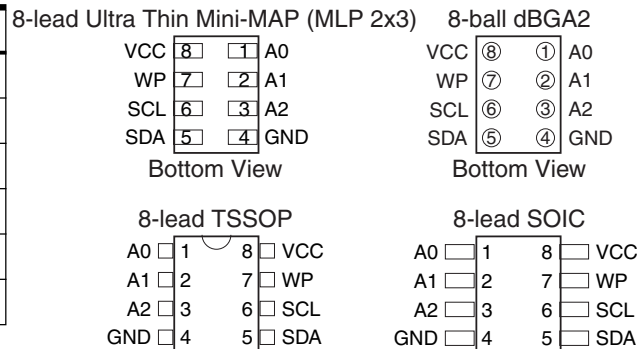 8-lead Ultra Thin Mini-MAP (MLP 2x3)
VCC 8 1 A0
WP 7 2 A1
SCL 6 3 A2
SDA 5 4 GND
Bottom View
8-ball dBGA2
VCC 8 1 A0
WP 7 2 A1
SCL 6 3 A2
SDA 5 4 GND
Bottom View
8-lead TSSOP
A0 1 8 VCC
A1 2 7 WP
A2 3 6 SCL
GND 4 5 SDA
8-lead SOIC
A0 1 8 VCC
A1 2 7 WP
A2 3 6 SCL
GND 4 5 SDA